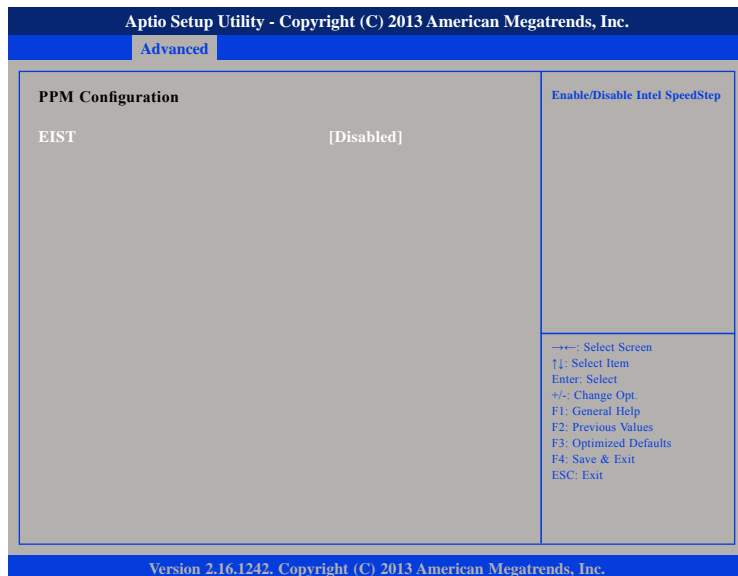 Aptio Setup Utility - Copyright (C) 2013 American Megatrends, Inc.
Advanced
PPM Configuration
EIST [Disabled]
Enable/Disable Intel SpeedStep
→←: Select Screen
↑↓: Select Item
Enter: Select
+/-: Change Opt.
F1: General Help
F2: Previous Values
F3: Optimized Defaults
F4: Save & Exit
ESC: Exit
Version 2.16.1242. Copyright (C) 2013 American Megatrends, Inc.